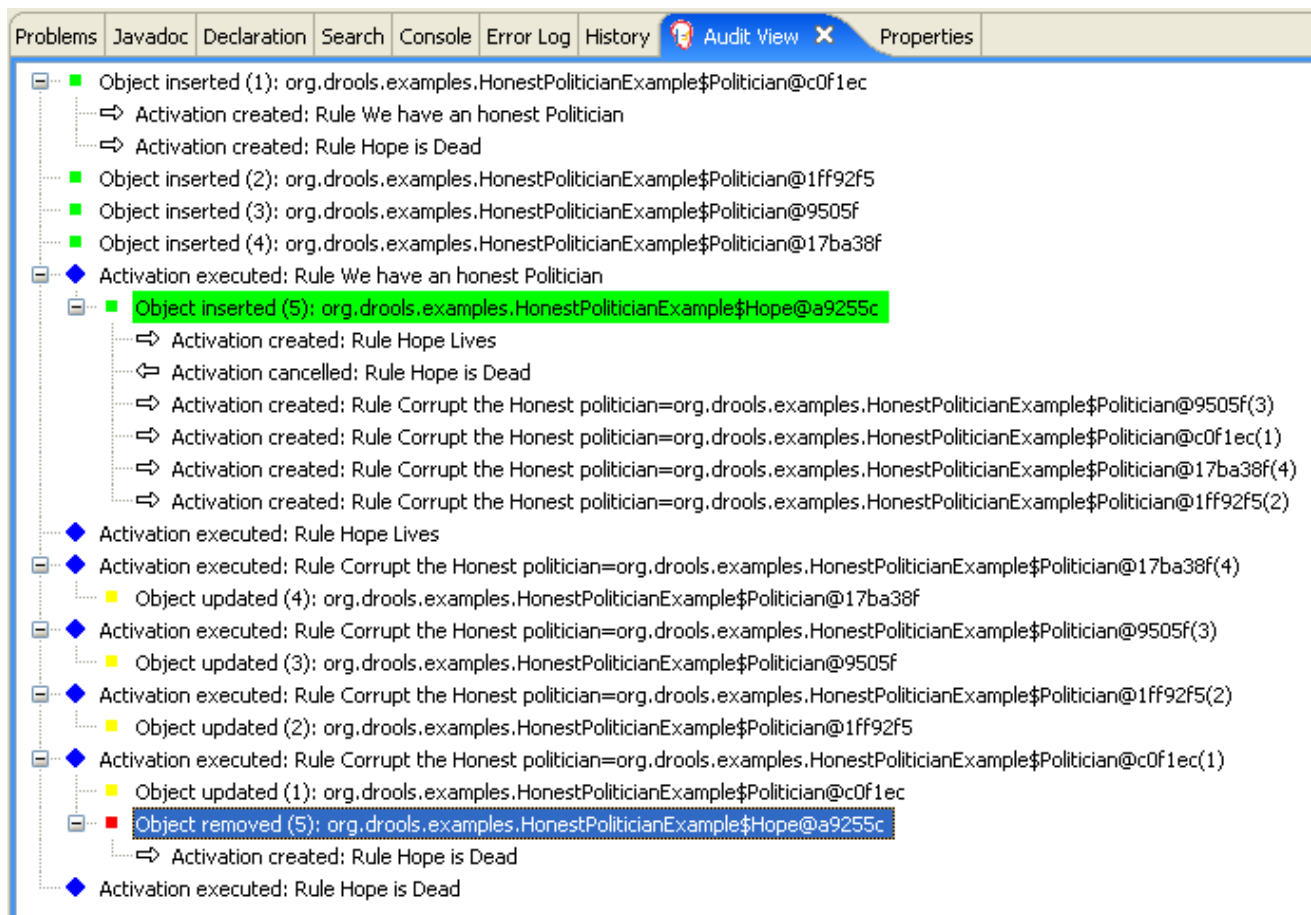 Problems Javadoc Declaration Search Console Error Log History Audit View Properties
Object inserted (1): org.drools.examples.HonestPoliticianExample$Politician@c0f1ec
Activation created: Rule We have an honest Politician
Activation created: Rule Hope is Dead
Object inserted (2): org.drools.examples.HonestPoliticianExample$Politician@1ff92f5
Object inserted (3): org.drools.examples.HonestPoliticianExample$Politician@9505f
Object inserted (4): org.drools.examples.HonestPoliticianExample$Politician@17ba38f
Activation executed: Rule We have an honest Politician
Object inserted (5): org.drools.examples.HonestPoliticianExample$Hope@a9255c
Activation created: Rule Hope Lives
Activation cancelled: Rule Hope is Dead
Activation created: Rule Corrupt the Honest politician=org.drools.examples.HonestPoliticianExample$Politician@9505f(3)
Activation created: Rule Corrupt the Honest politician=org.drools.examples.HonestPoliticianExample$Politician@c0f1ec(1)
Activation created: Rule Corrupt the Honest politician=org.drools.examples.HonestPoliticianExample$Politician@17ba38f(4)
Activation created: Rule Corrupt the Honest politician=org.drools.examples.HonestPoliticianExample$Politician@1ff92f5(2)
Activation executed: Rule Hope Lives
Activation executed: Rule Corrupt the Honest politician=org.drools.examples.HonestPoliticianExample$Politician@17ba38f(4)
Object updated (4): org.drools.examples.HonestPoliticianExample$Politician@17ba38f
Activation executed: Rule Corrupt the Honest politician=org.drools.examples.HonestPoliticianExample$Politician@9505f(3)
Object updated (3): org.drools.examples.HonestPoliticianExample$Politician@9505f
Activation executed: Rule Corrupt the Honest politician=org.drools.examples.HonestPoliticianExample$Politician@1ff92f5(2)
Object updated (2): org.drools.examples.HonestPoliticianExample$Politician@1ff92f5
Activation executed: Rule Corrupt the Honest politician=org.drools.examples.HonestPoliticianExample$Politician@c0f1ec(1)
Object updated (1): org.drools.examples.HonestPoliticianExample$Politician@c0f1ec
Object removed (5): org.drools.examples.HonestPoliticianExample$Hope@a9255c
Activation created: Rule Hope is Dead
Activation executed: Rule Hope is Dead